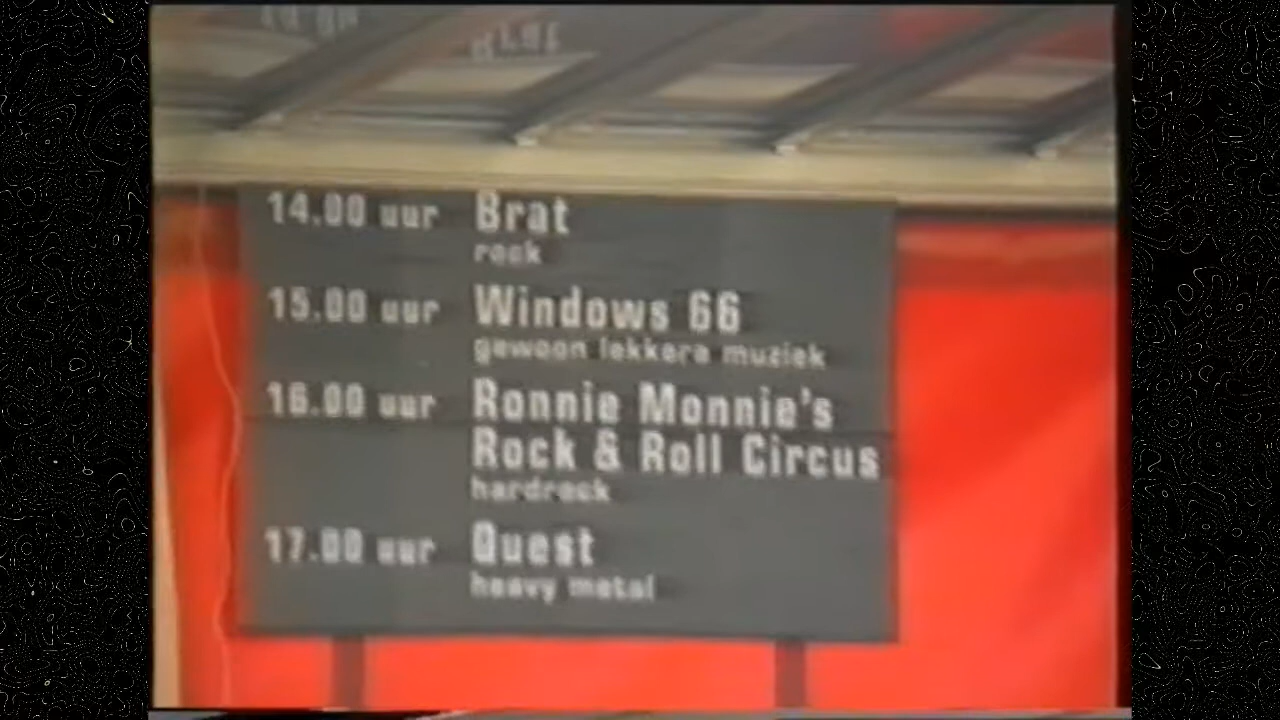 14.00 uur Brat
rock
15.00 uur Windows 66
gewoon lekkere muziek
16.00 uur Ronnie Monnie's
Rock & Roll Circus
hardrock
17.00 uur Quest
heavy metal